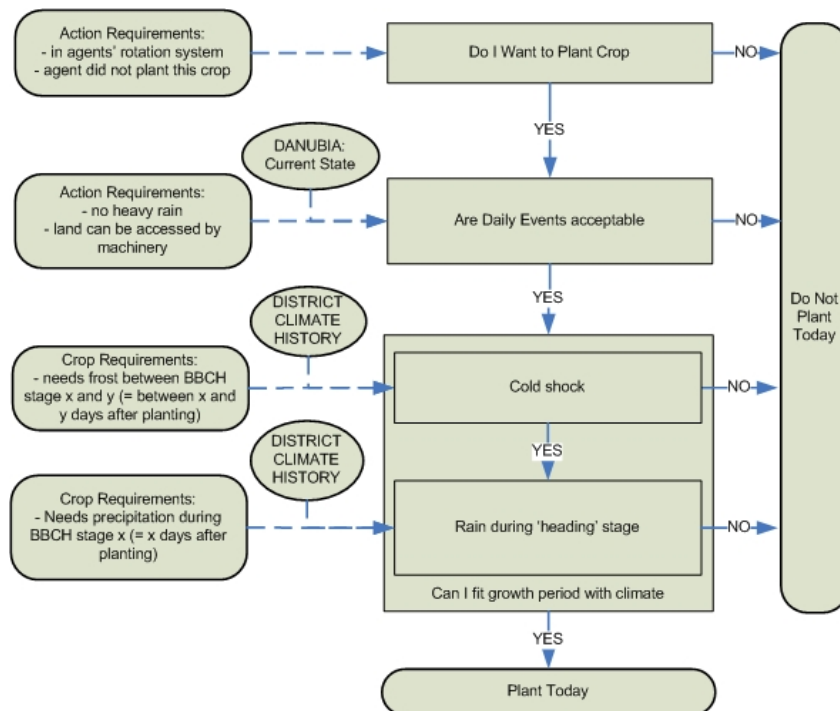 Action Requirements:
- in agents' rotation system
- agent did not plant this crop
Do I Want to Plant Crop
NO
YES
DANUBIA:
Current State
Action Requirements:
- no heavy rain
- land can be accessed by
machinery
Are Daily Events acceptable
NO
YES
Do Not
Plant
Today
DISTRICT
CLIMATE
HISTORY
Crop Requirements:
- needs frost between BBCH
stage x and y (= between x and
y days after planting)
Cold shock
NO
YES
DISTRICT
CLIMATE
HISTORY
Crop Requirements:
- Needs precipitation during
BBCH stage x (= x days after
planting)
Rain during 'heading' stage
NO
Can I fit growth period with climate
YES
Plant Today